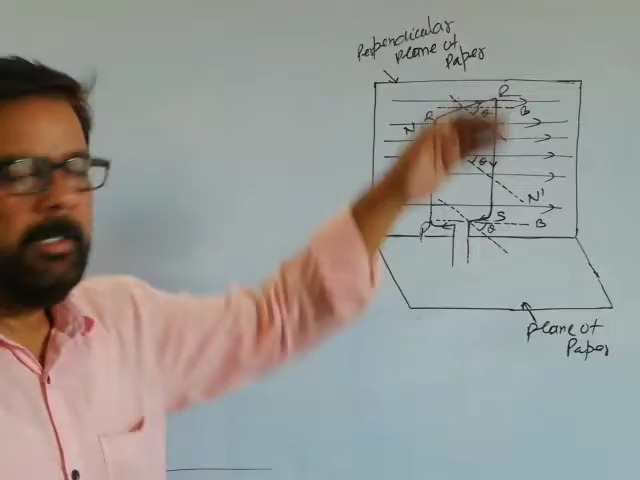 Perpendicular
plane of
Paper
R
B
θ
N
θ
N'
S
P
θ
B
plane of
Paper